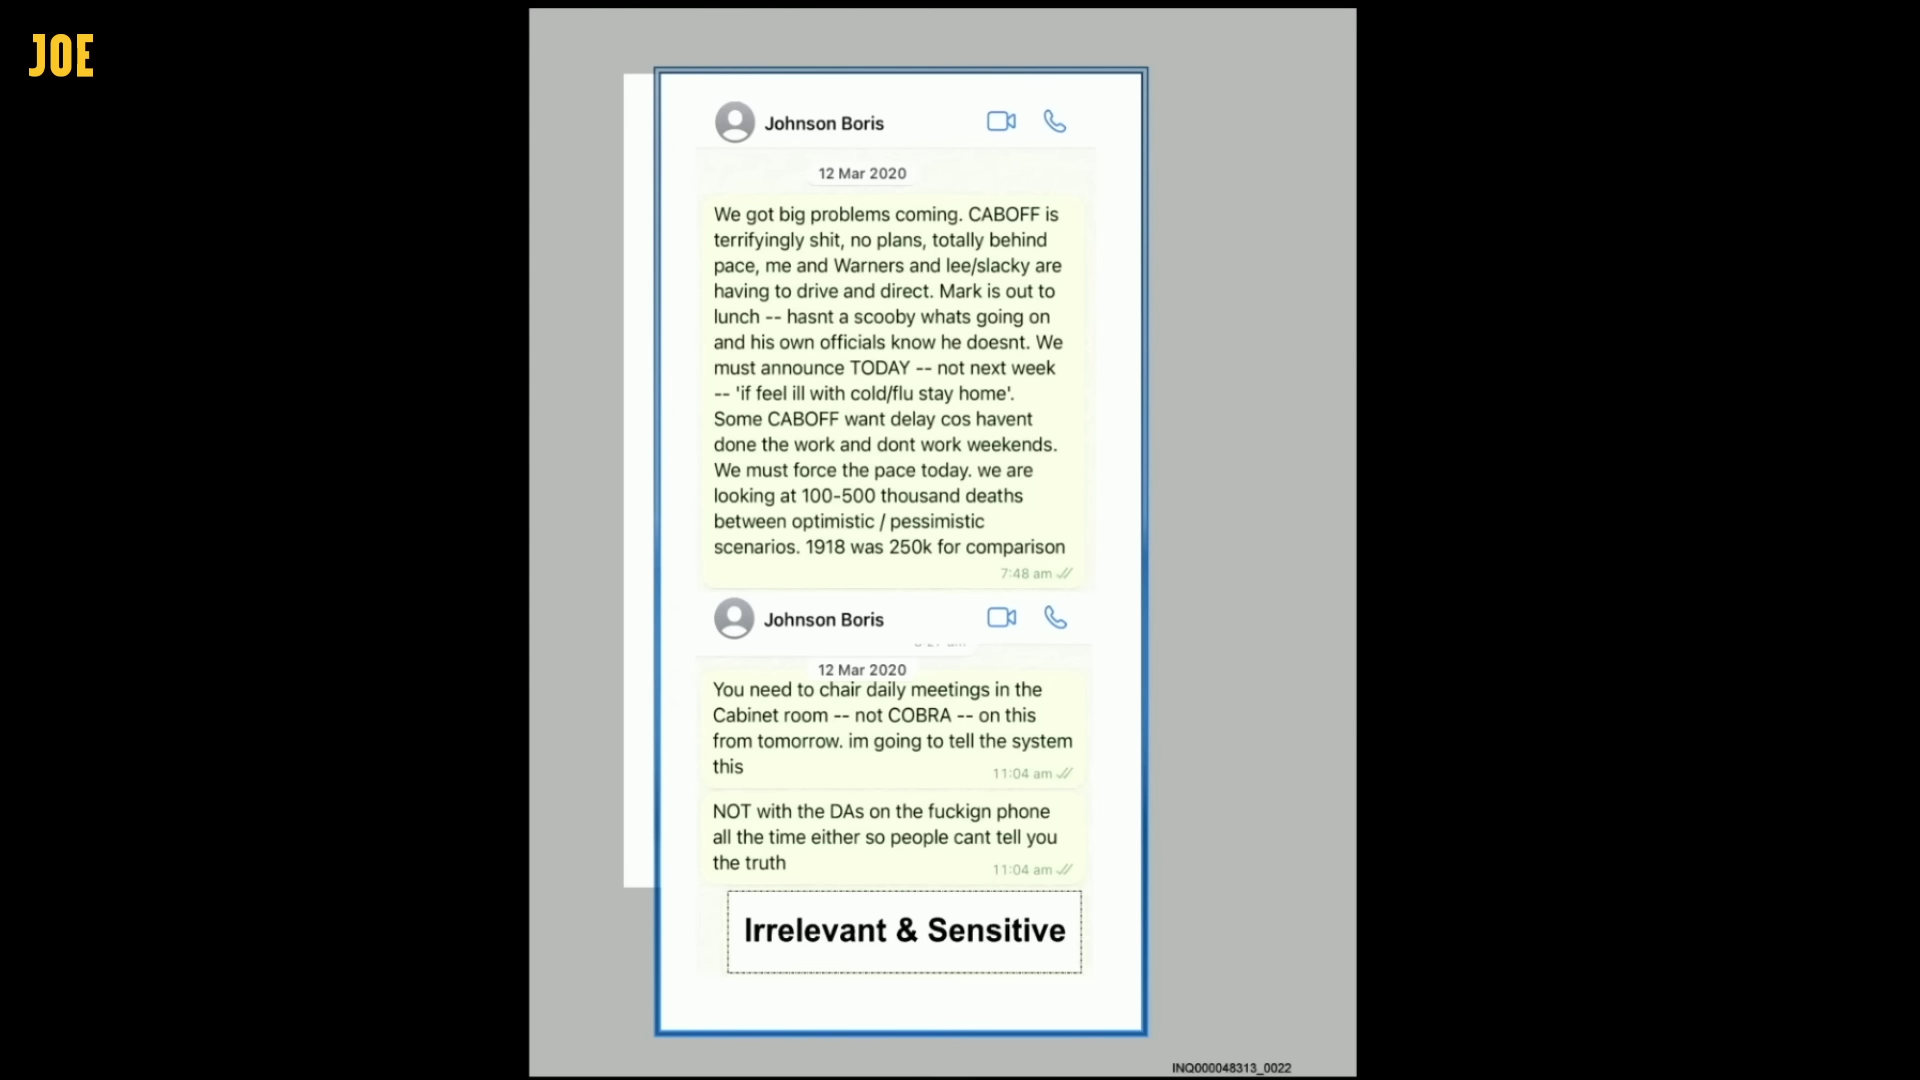 JOE
Johnson Boris
12 Mar 2020
We got big problems coming. CABOFF is
terrifyingly shit, no plans, totally behind
pace, me and Warners and lee/slacky are
having to drive and direct. Mark is out to
lunch -- hasnt a scooby whats going on
and his own officials know he doesnt. We
must announce TODAY -- not next week
-- 'if feel ill with cold/flu stay home'.
Some CABOFF want delay cos havent
done the work and dont work weekends.
We must force the pace today. we are
looking at 100-500 thousand deaths
between optimistic / pessimistic
scenarios. 1918 was 250k for comparison
7:48 am
Johnson Boris
12 Mar 2020
You need to chair daily meetings in the
Cabinet room -- not COBRA -- on this
from tomorrow. im going to tell the system
this
11:04 am
NOT with the DAs on the fuckign phone
all the time either so people cant tell you
the truth
11:04 am
Irrelevant & Sensitive
INQ000048313_0022